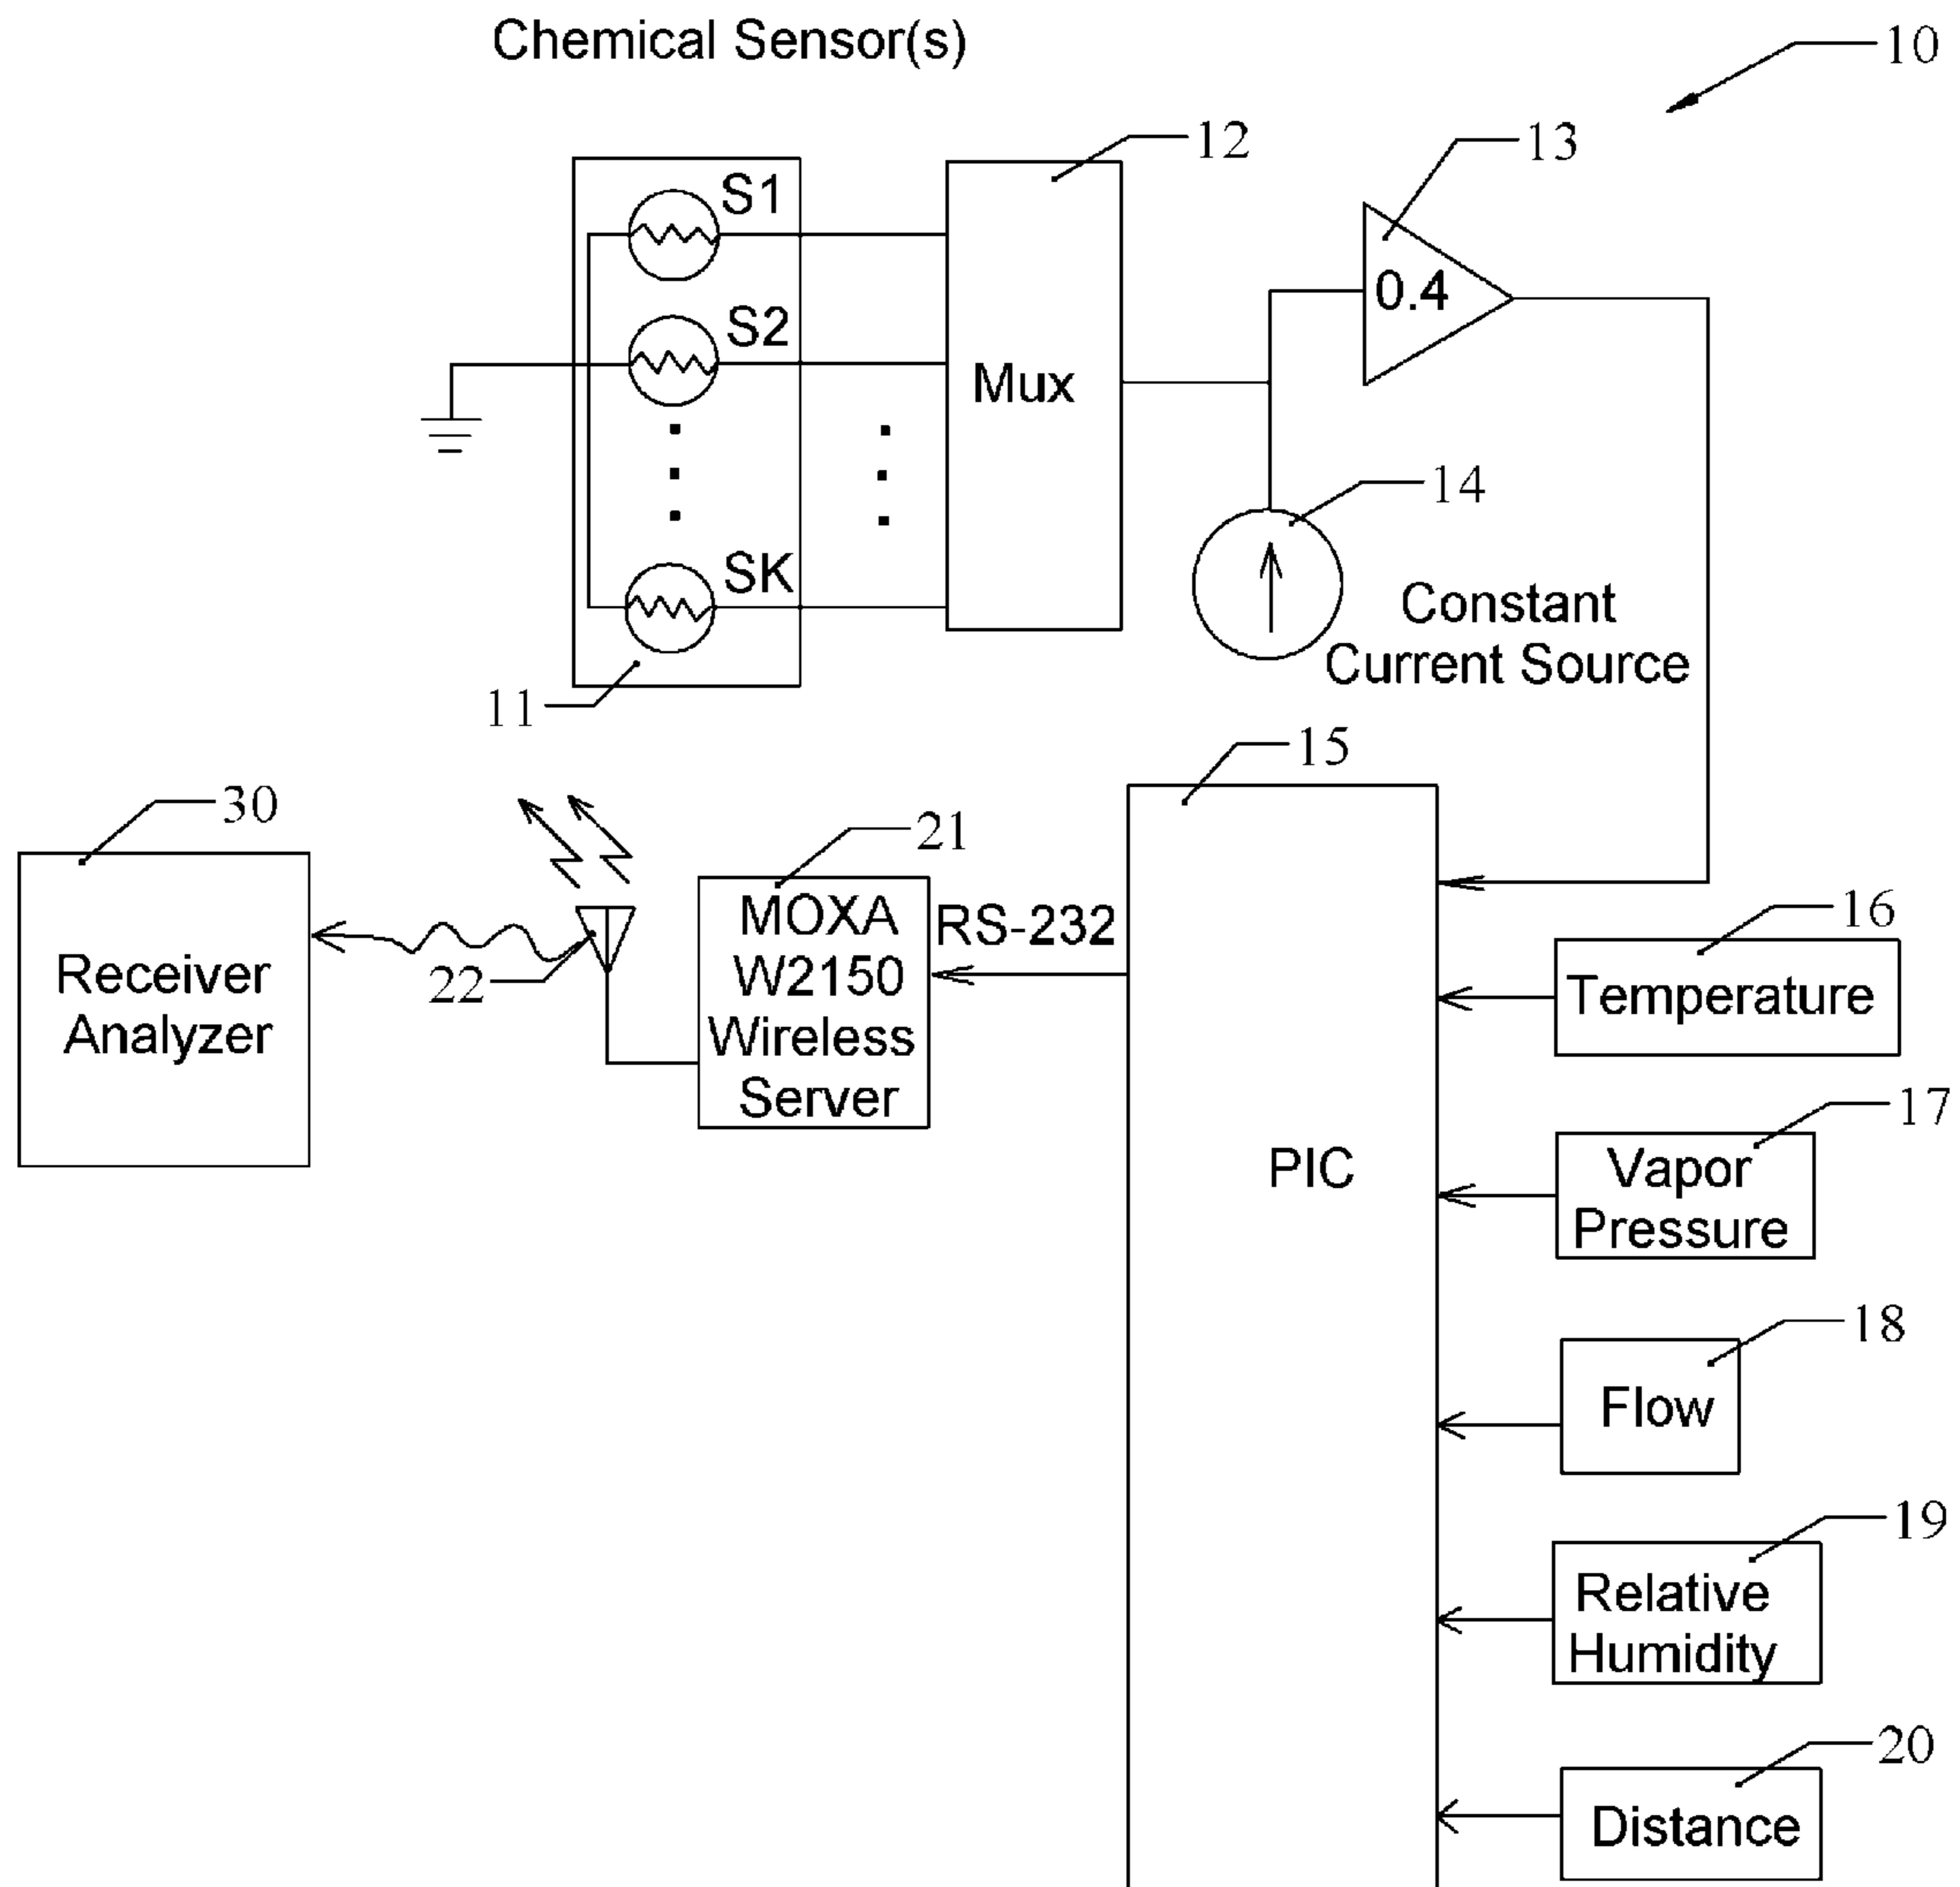 Chemical Sensor(s)
10
12
13
S1
0.4
S2
Mux
14
SK
Constant
Current Source
11
15
30
21
MOXA
W2150
Wireless
Server
RS-232
16
Receiver
Analyzer
22
Temperature
17
PIC
Vapor
Pressure
18
Flow
19
Relative
Humidity
20
Distance